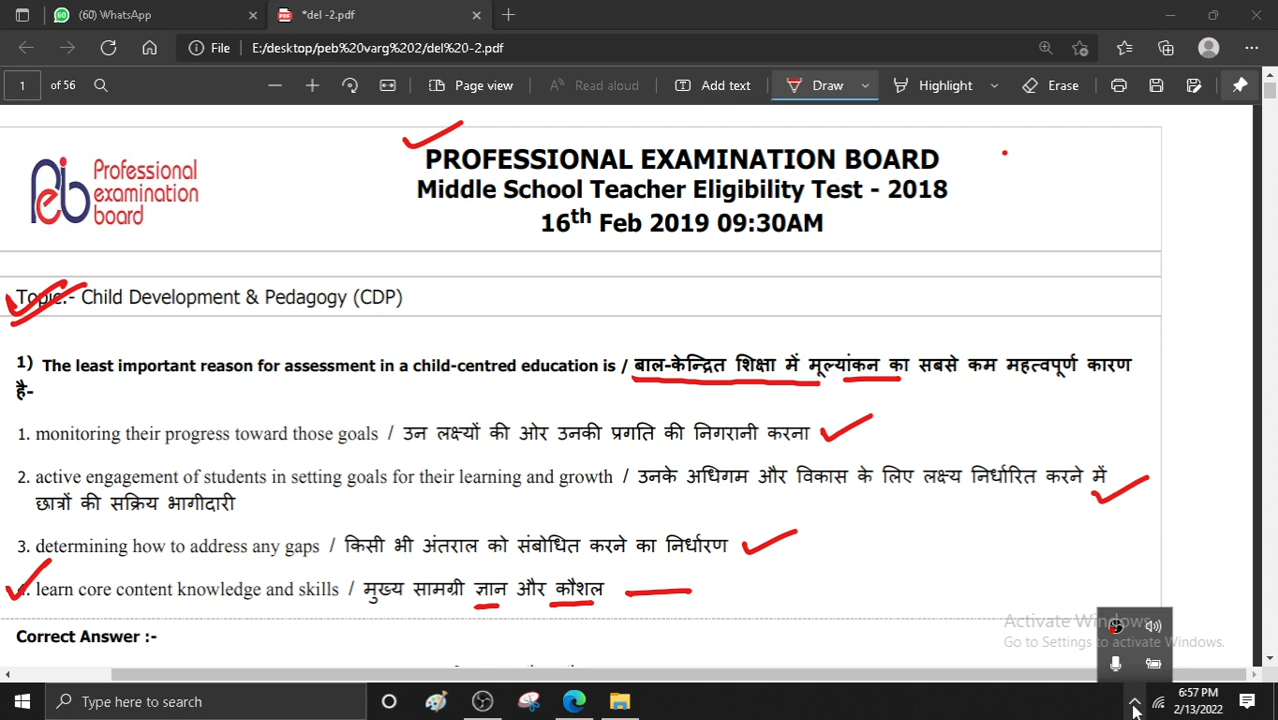 (60) WhatsApp
*del -2.pdf
File E:/desktop/peb%20varg%202/del%20-2.pdf
1 of 56 Page view Read aloud Add text Draw Highlight Erase
Professional
examination
board
PROFESSIONAL EXAMINATION BOARD
Middle School Teacher Eligibility Test - 2018
16th Feb 2019 09:30AM
Topic:- Child Development & Pedagogy (CDP)
1) The least important reason for assessment in a child-centred education is / बाल-केन्द्रित शिक्षा में मूल्यांकन का सबसे कम महत्वपूर्ण कारण
है-
1. monitoring their progress toward those goals / उन लक्ष्यों की ओर उनकी प्रगति की निगरानी करना
2. active engagement of students in setting goals for their learning and growth / उनके अधिगम और विकास के लिए लक्ष्य निर्धारित करने में
छात्रों की सक्रिय भागीदारी
3. determining how to address any gaps / किसी भी अंतराल को संबोधित करने का निर्धारण
4. learn core content knowledge and skills / मुख्य सामग्री ज्ञान और कौशल
Correct Answer :-
Activate Windows
Go to Settings to activate Windows.
Type here to search
6:57 PM
2/13/2022